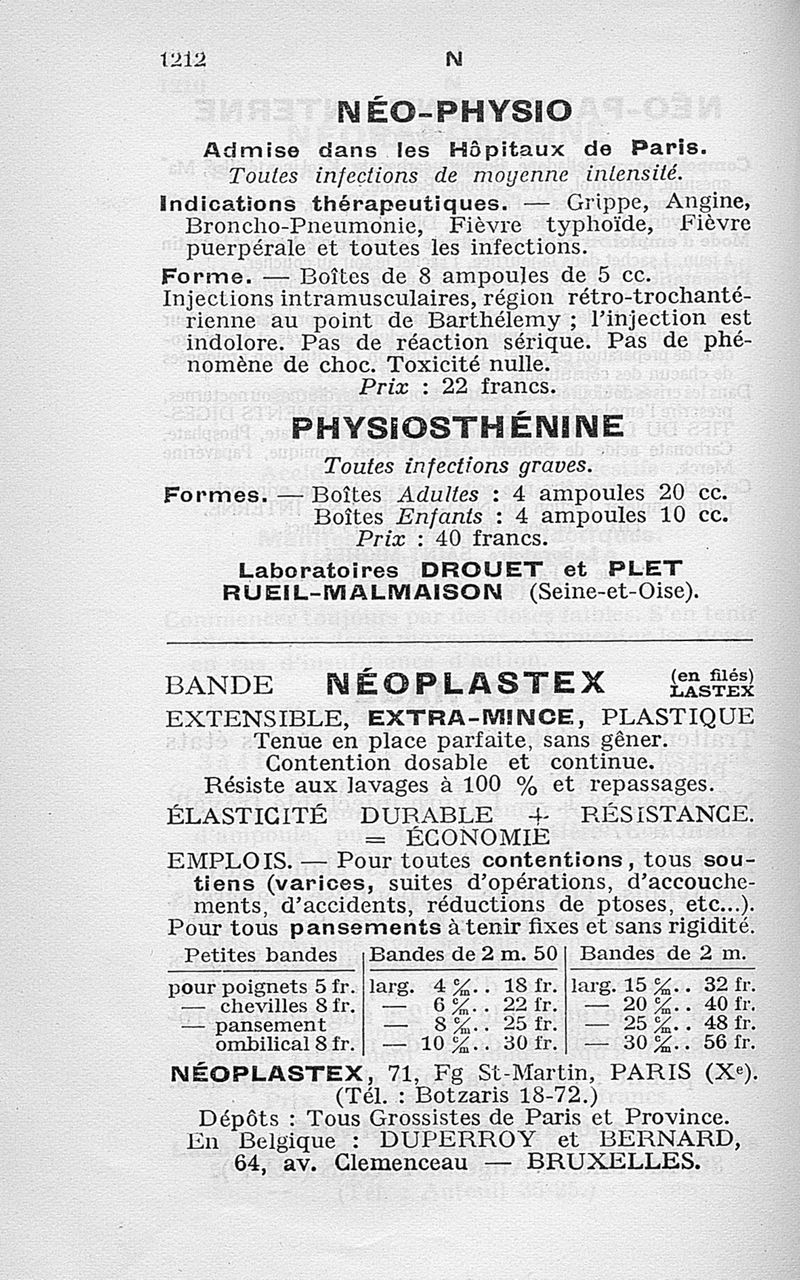 1212
N
NÉO-PHYSIO
Admise dans les Hôpitaux de Paris.
Toutes infections de moyenne intensité.
Indications thérapeutiques. — Grippe, Angine,
Broncho-Pneumonie, Fièvre typhoïde, Fièvre
puerpérale et toutes les infections.
Forme. — Boîtes de 8 ampoules de 5 cc.
Injections intramusculaires, région rétro-trochanté-
rienne au point de Barthélemy ; l'injection est
indolore. Pas de réaction sérique. Pas de phé-
nomène de choc. Toxicité nulle.
Prix : 22 francs.
PHYSIOSTHÉNINE
Toutes infections graves.
Formes. — Boîtes Adultes : 4 ampoules 20 cc.
Boîtes Enfants : 4 ampoules 10 cc.
Prix : 40 francs.
Laboratoires DROUET et PLET
RUEIL-MALMAISON (Seine-et-Oise).
BANDE NÉOPLASTEX (en filés) LASTEX
EXTENSIBLE, EXTRA-MINCE, PLASTIQUE
Tenue en place parfaite, sans gêner.
Contention dosable et continue.
Résiste aux lavages à 100 % et repassages.
ÉLASTICITÉ DURABLE + RÉSISTANCE.
= ÉCONOMIE
EMPLOIS. — Pour toutes contentions, tous sou-
tiens (varices, suites d'opérations, d'accouche-
ments, d'accidents, réductions de ptoses, etc...).
Pour tous pansements à tenir fixes et sans rigidité.
Petites bandes
pour poignets 5 fr.
— chevilles 8 fr.
— pansement
ombilical 8 fr.
Bandes de 2 m. 50
larg. 4 c/m. . 18 fr.
— 6 c/m. . 22 fr.
— 8 c/m. . 25 fr.
— 10 c/m. . 30 fr.
Bandes de 2 m.
larg. 15 c/m. . 32 fr.
— 20 c/m. . 40 fr.
— 25 c/m. . 48 fr.
— 30 c/m. . 56 fr.
NÉOPLASTEX, 71, Fg St-Martin, PARIS (Xe).
(Tél. : Botzaris 18-72.)
Dépôts : Tous Grossistes de Paris et Province.
En Belgique : DUPERROY et BERNARD,
64, av. Clemenceau — BRUXELLES.